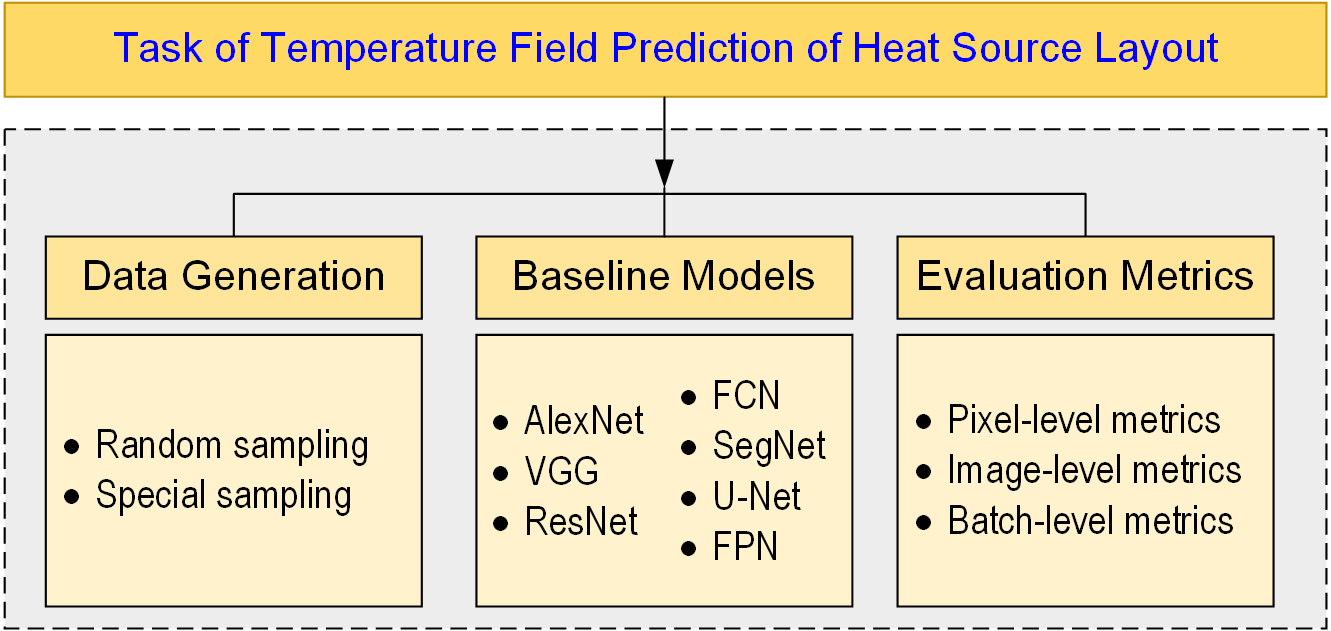 Task of Temperature Field Prediction of Heat Source Layout
Data Generation
• Random sampling
• Special sampling
Baseline Models
• AlexNet
• VGG
• ResNet
• FCN
• SegNet
• U-Net
• FPN
Evaluation Metrics
• Pixel-level metrics
• Image-level metrics
• Batch-level metrics